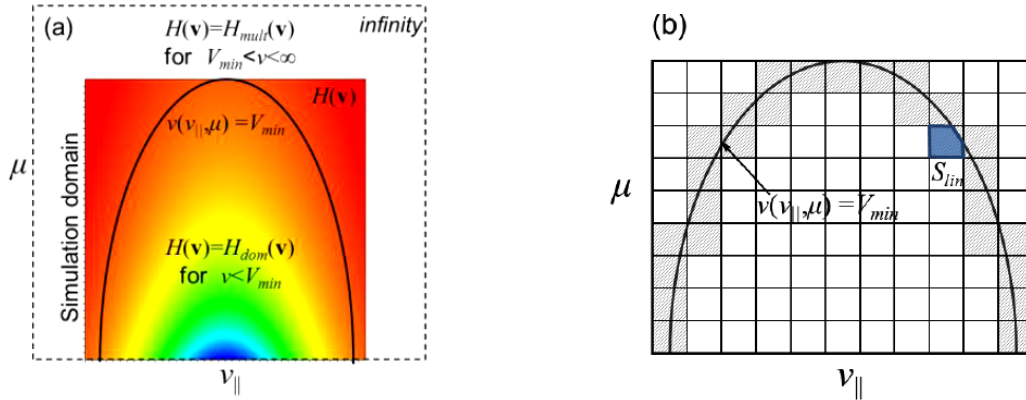 (a)
infinity
H(v)=H_mult(v)
for V_min<v<∞
H(v)
v(v_||,μ)=V_min
μ
Simulation domain
H(v)=H_dom(v)
for v<V_min
v_||
(b)
S_lin
μ
v(v_||,μ)=V_min
v_||